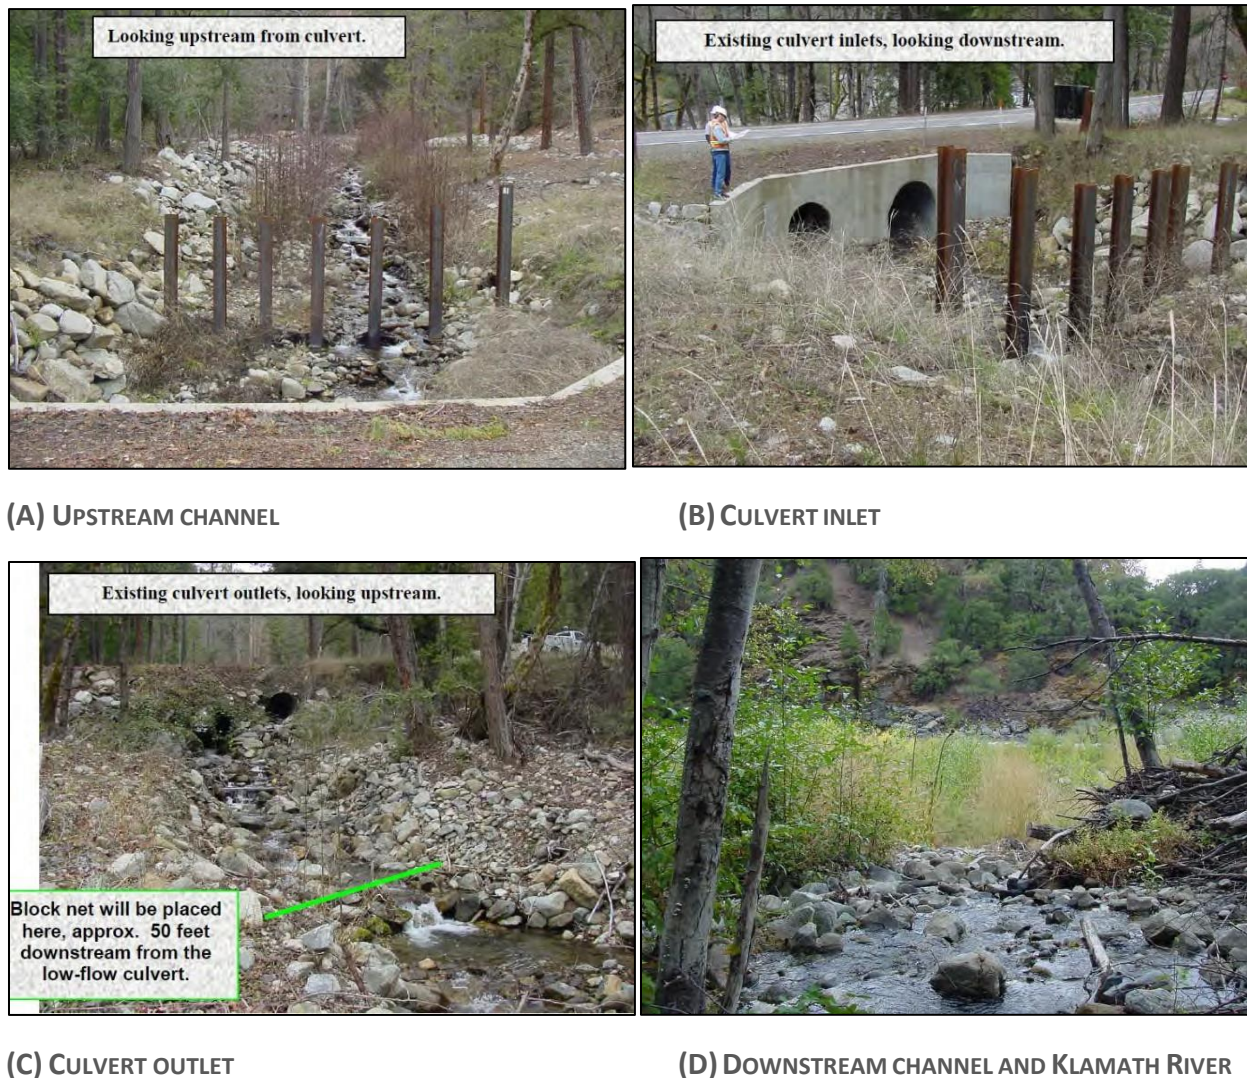 Looking upstream from culvert.
Existing culvert inlets, looking downstream.
(A) UPSTREAM CHANNEL
(B) CULVERT INLET
Existing culvert outlets, looking upstream.
Block net will be placed
here, approx. 50 feet
downstream from the
low-flow culvert.
(C) CULVERT OUTLET
(D) DOWNSTREAM CHANNEL AND KLAMATH RIVER